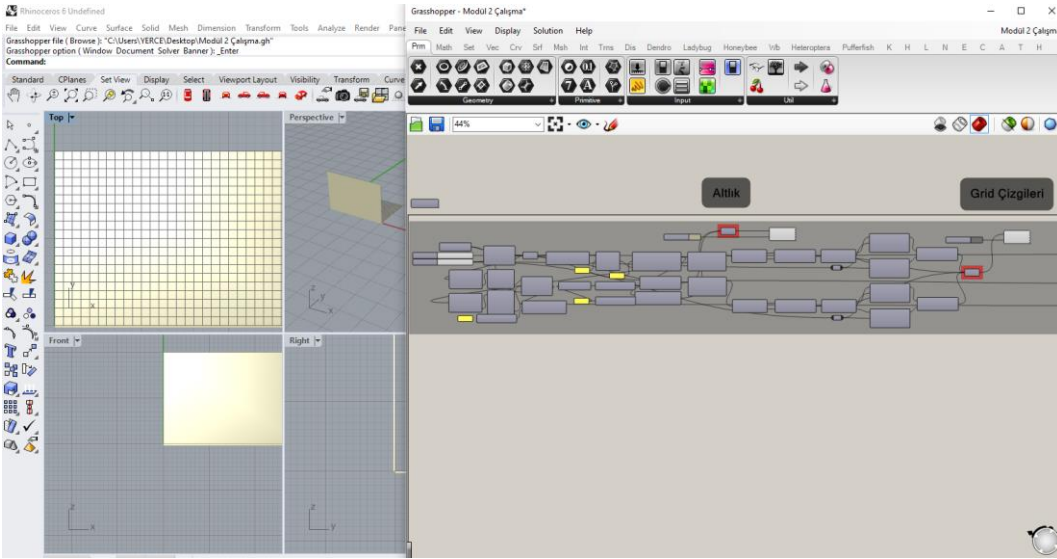 Rhinoceros 6 Undefined
File Edit View Curve Surface Solid Mesh Dimension Transform Tools Analyze Render Pane
Grasshopper file ( Browse ): "C:\Users\YERCE\Desktop\Modül 2 Çalışma.gh"
Grasshopper option ( Window Document Solver Banner ): _Enter
Command:
Standard CPlanes Set View Display Select Viewport Layout Visibility Transform Curve
Top
Perspective
y
x
z
y
x
Front
Right
z
x
z
y
Grasshopper - Modül 2 Çalışma*
File Edit View Display Solution Help
Modül 2 Çalışm
Prm Math Set Vec Crv Srf Msh Int Trns Dis Dendro Ladybug Honeybee Wb Heteroptera Pufferfish K H L N E C A T H
Geometry
Primitive
Input
Util
44%
Altlık
Grid Çizgileri